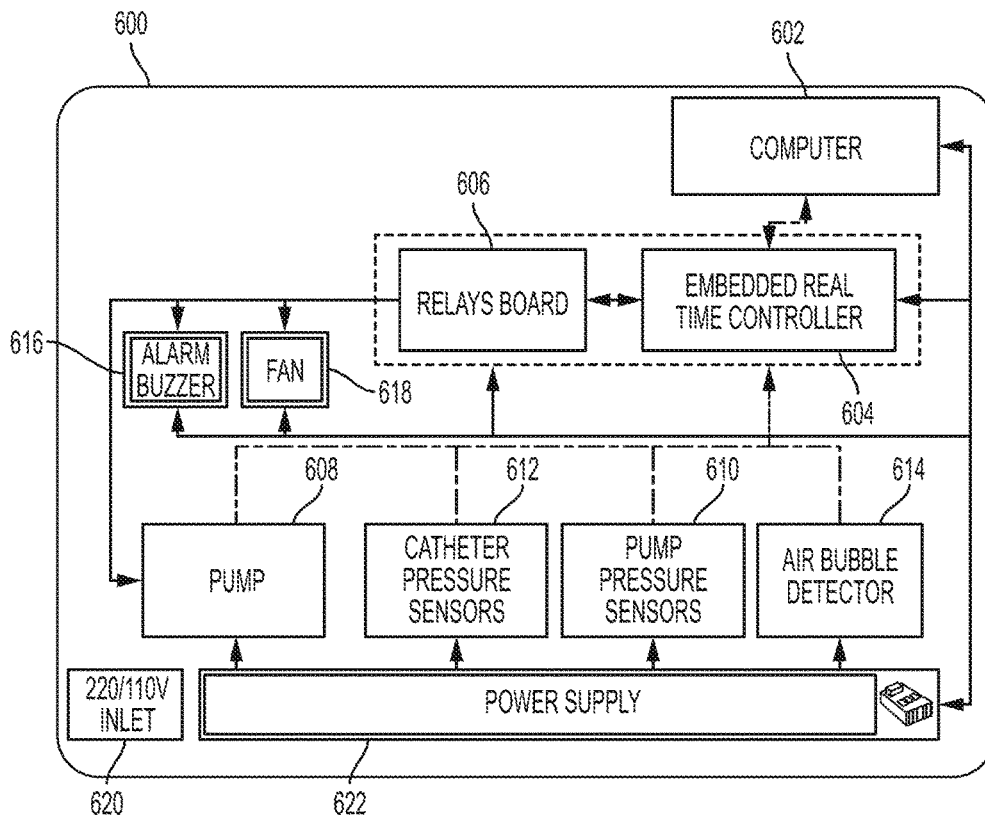 600
602
COMPUTER
606
RELAYS BOARD
EMBEDDED REAL
TIME CONTROLLER
616
ALARM
BUZZER
FAN
618
604
608
612
610
614
PUMP
CATHETER
PRESSURE
SENSORS
PUMP
PRESSURE
SENSORS
AIR BUBBLE
DETECTOR
220/110V
INLET
POWER SUPPLY
620
622